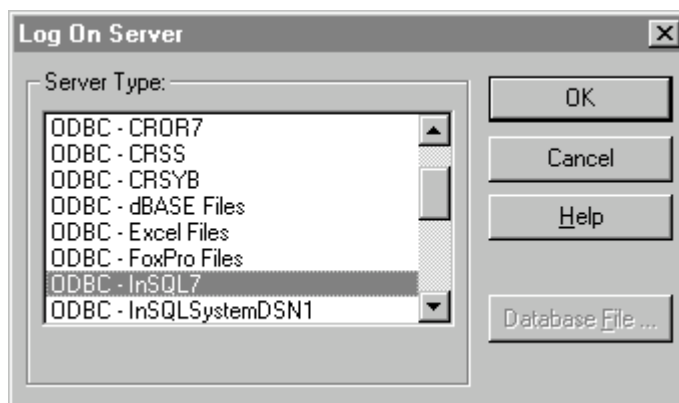 Log On Server
Server Type:
ODBC - CROR7
ODBC - CRSS
ODBC - CRSYB
ODBC - dBASE Files
ODBC - Excel Files
ODBC - FoxPro Files
ODBC - InSQL7
ODBC - InSQLSystemDSN1
OK
Cancel
Help
Database File ...